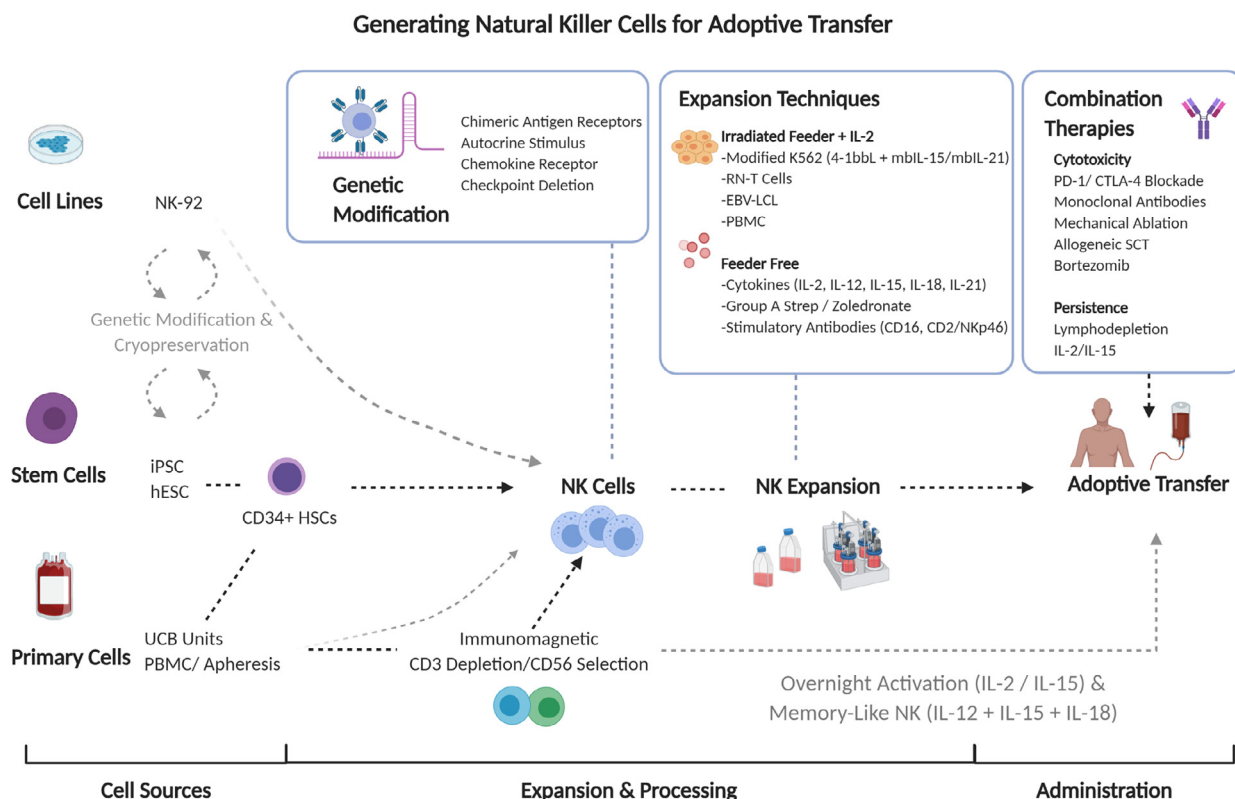 Generating Natural Killer Cells for Adoptive Transfer
Cell Lines
NK-92
Genetic Modification &
Cryopreservation
Stem Cells
iPSC
hESC
CD34+ HSCs
Primary Cells
UCB Units
PBMC/ Apheresis
Genetic
Modification
Chimeric Antigen Receptors
Autocrine Stimulus
Chemokine Receptor
Checkpoint Deletion
NK Cells
Immunomagnetic
CD3 Depletion/CD56 Selection
Expansion Techniques
Irradiated Feeder + IL-2
-Modified K562 (4-1bbL + mbIL-15/mbIL-21)
-RN-T Cells
-EBV-LCL
-PBMC
Feeder Free
-Cytokines (IL-2, IL-12, IL-15, IL-18, IL-21)
-Group A Strep / Zoledronate
-Stimulatory Antibodies (CD16, CD2/NKp46)
NK Expansion
Combination
Therapies
Cytotoxicity
PD-1/ CTLA-4 Blockade
Monoclonal Antibodies
Mechanical Ablation
Allogeneic SCT
Bortezomib
Persistence
Lymphodepletion
IL-2/IL-15
Adoptive Transfer
Overnight Activation (IL-2 / IL-15) &
Memory-Like NK (IL-12 + IL-15 + IL-18)
Cell Sources
Expansion & Processing
Administration